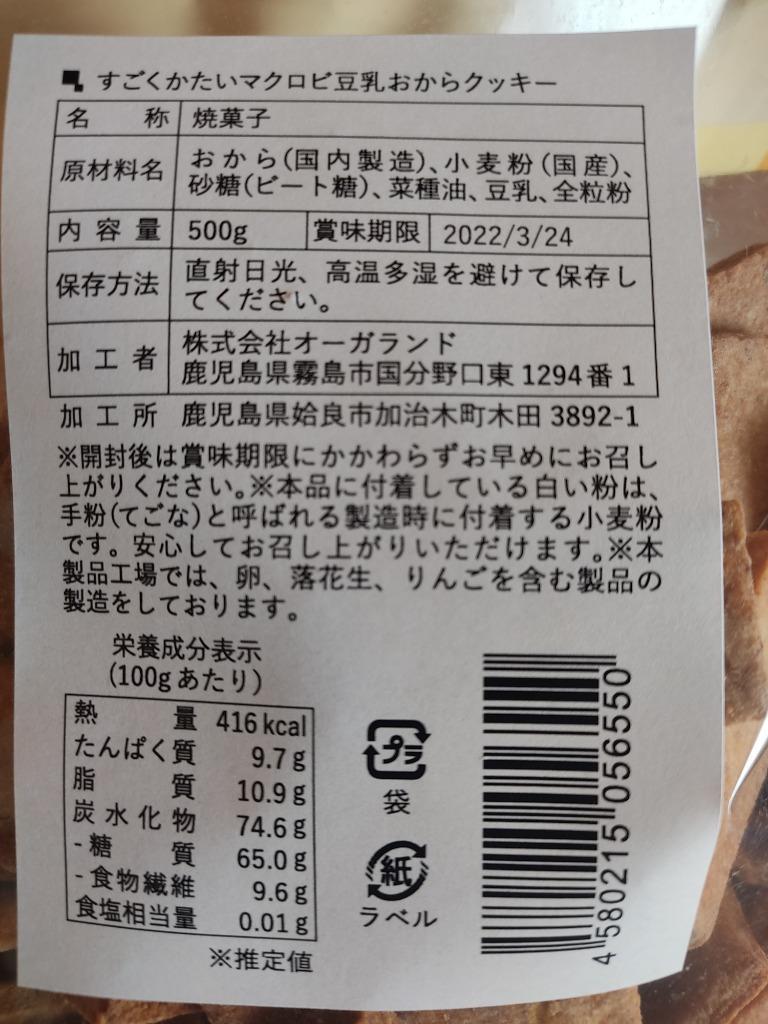 すごくかたいマクロビ豆乳おからクッキー
名　称 焼菓子
原材料名 おから(国内製造)、小麦粉(国産)、
砂糖(ビート糖)、菜種油、豆乳、全粒粉
内容量 500g 賞味期限 2022/3/24
保存方法 直射日光、高温多湿を避けて保存し
てください。
加工者 株式会社オーガランド
鹿児島県霧島市国分野口東1294番1
加工所 鹿児島県姶良市加治木町木田3892-1
※開封後は賞味期限にかかわらずお早めにお召し
上がりください。※本品に付着している白い粉は、
手粉(てごな)と呼ばれる製造時に付着する小麦粉
です。安心してお召し上がりいただけます。※本
製品工場では、卵、落花生、りんごを含む製品の
製造をしております。
栄養成分表示
(100gあたり)
熱量 416kcal
たんぱく質 9.7g
脂質 10.9g
炭水化物 74.6g
-糖質 65.0g
-食物繊維 9.6g
食塩相当量 0.01g
※推定値
プラ
袋
紙
ラベル
4 580215 056550